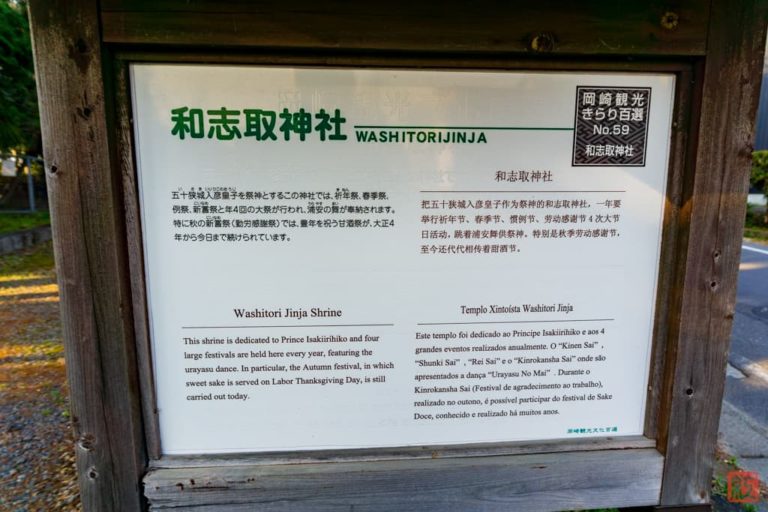 和志取神社 WASHITORIJINJA
岡崎観光
きらり百選
No.59
和志取神社
五十狭城入彦皇子を祭神とするこの神社では、祈年祭、春季祭、
例祭、新嘗祭と年4回の大祭が行われ、浦安の舞が奉納されます。
特に秋の新嘗祭（勤労感謝祭）では、豊年を祝う甘酒祭が、大正4
年から今日まで続けられています。
和志取神社
把五十狭城入彦皇子作为祭神的和志取神社，一年要
举行祈年节、春季节、惯例节、劳动感谢节４次大节
日活动，跳着浦安舞供祭神。特别是秋季劳动感谢节，
至今还代代相传着甜酒节。
Washitori Jinja Shrine
This shrine is dedicated to Prince Isakiirihiko and four
large festivals are held here every year, featuring the
urayasu dance. In particular, the Autumn festival, in which
sweet sake is served on Labor Thanksgiving Day, is still
carried out today.
Templo Xintoísta Washitori Jinja
Este templo foi dedicado ao Príncipe Isakiirihiko e aos 4
grandes eventos realizados anualmente. O “Kinen Sai” ,
“Shunki Sai” , “Rei Sai” e o “Kinrokansha Sai” onde são
apresentados a dança “Urayasu No Mai” . Durante o
Kinrokansha Sai (Festival de agradecimento ao trabalho),
realizado no outono, é possível participar do festival de Sake
Doce, conhecido e realizado há muitos anos.
岡崎観光文化百選